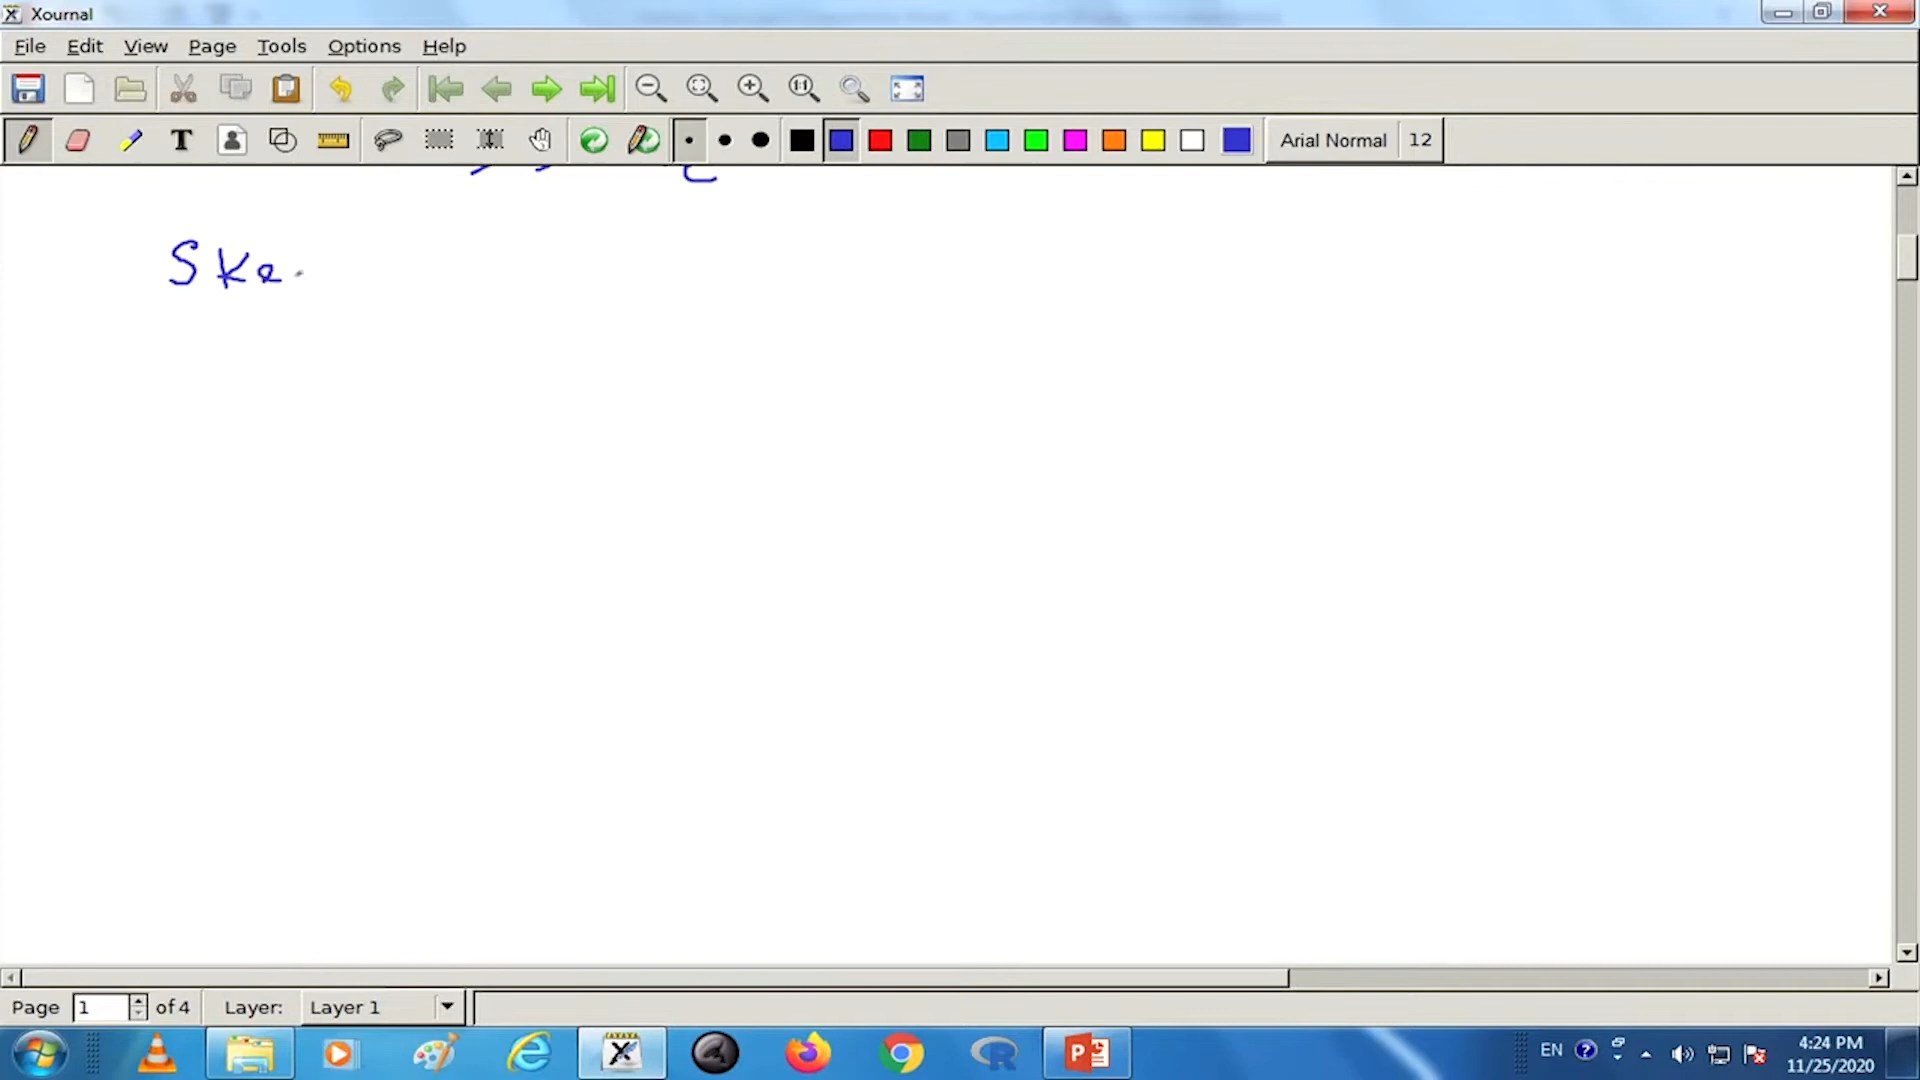 Xournal
File Edit View Page Tools Options Help
T Arial Normal 12
Ske
Page 1 of 4 Layer: Layer 1
EN 4:24 PM
11/25/2020